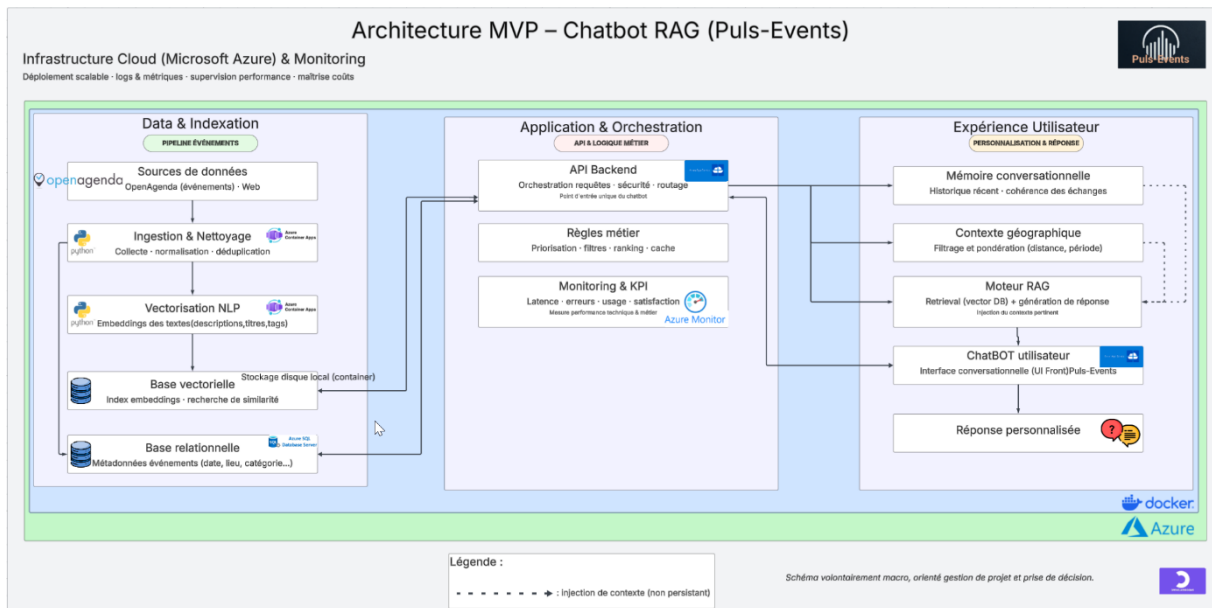 Architecture MVP – Chatbot RAG (Puls-Events)
Puls-Events
Infrastructure Cloud (Microsoft Azure) & Monitoring
Déploiement scalable · logs & métriques · supervision performance · maîtrise coûts
Data & Indexation
PIPELINE ÉVÉNEMENTS
openagenda
Sources de données
OpenAgenda (événements) · Web
python
Ingestion & Nettoyage
Collecte · normalisation · déduplication
Azure
Container Apps
python
Vectorisation NLP
Embeddings des textes(descriptions,titres,tags)
Azure
Container Apps
Stockage disque local (container)
Base vectorielle
Index embeddings · recherche de similarité
Base relationnelle
Métadonnées événements (date, lieu, catégorie...)
Azure SQL
Database Server
Application & Orchestration
API & LOGIQUE MÉTIER
API Backend
Orchestration requêtes · sécurité · routage
Point d'entrée unique du chatbot
Règles métier
Priorisation · filtres · ranking · cache
Monitoring & KPI
Latence · erreurs · usage · satisfaction
Mesure performance technique & métier
Azure Monitor
Expérience Utilisateur
PERSONNALISATION & RÉPONSE
Mémoire conversationnelle
Historique récent · cohérence des échanges
Contexte géographique
Filtrage et pondération (distance, période)
Moteur RAG
Retrieval (vector DB) + génération de réponse
Injection du contexte pertinent
ChatBOT utilisateur
Interface conversationnelle (UI Front)Puls-Events
Réponse personnalisée
docker
Azure
Légende :
: injection de contexte (non persistant)
Schéma volontairement macro, orienté gestion de projet et prise de décision.